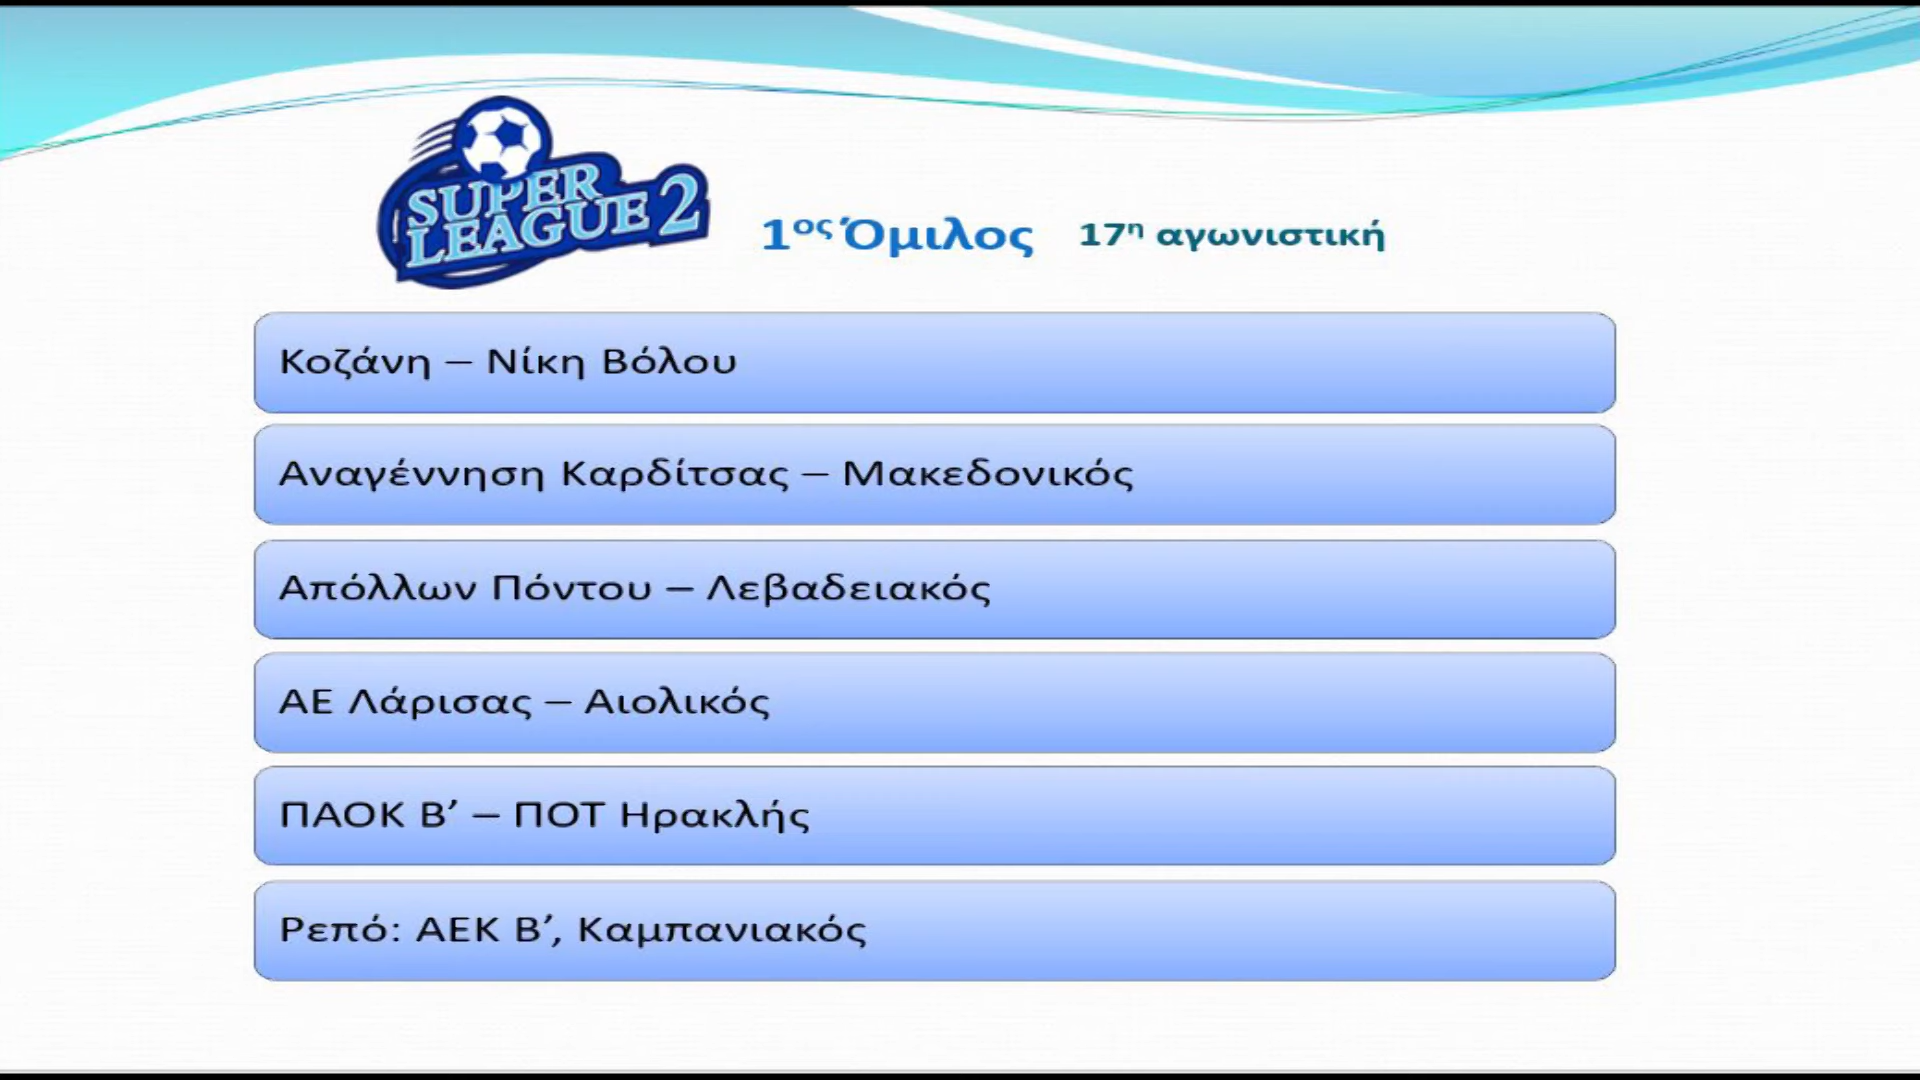 SUPER
LEAGUE 2
1ος Όμιλος 17η αγωνιστική
Κοζάνη – Νίκη Βόλου
Αναγέννηση Καρδίτσας – Μακεδονικός
Απόλλων Πόντου – Λεβαδειακός
ΑΕ Λάρισας – Αιολικός
ΠΑΟΚ Β’ – ΠΟΤ Ηρακλής
Ρεπό: ΑΕΚ Β’, Καμπανιακός